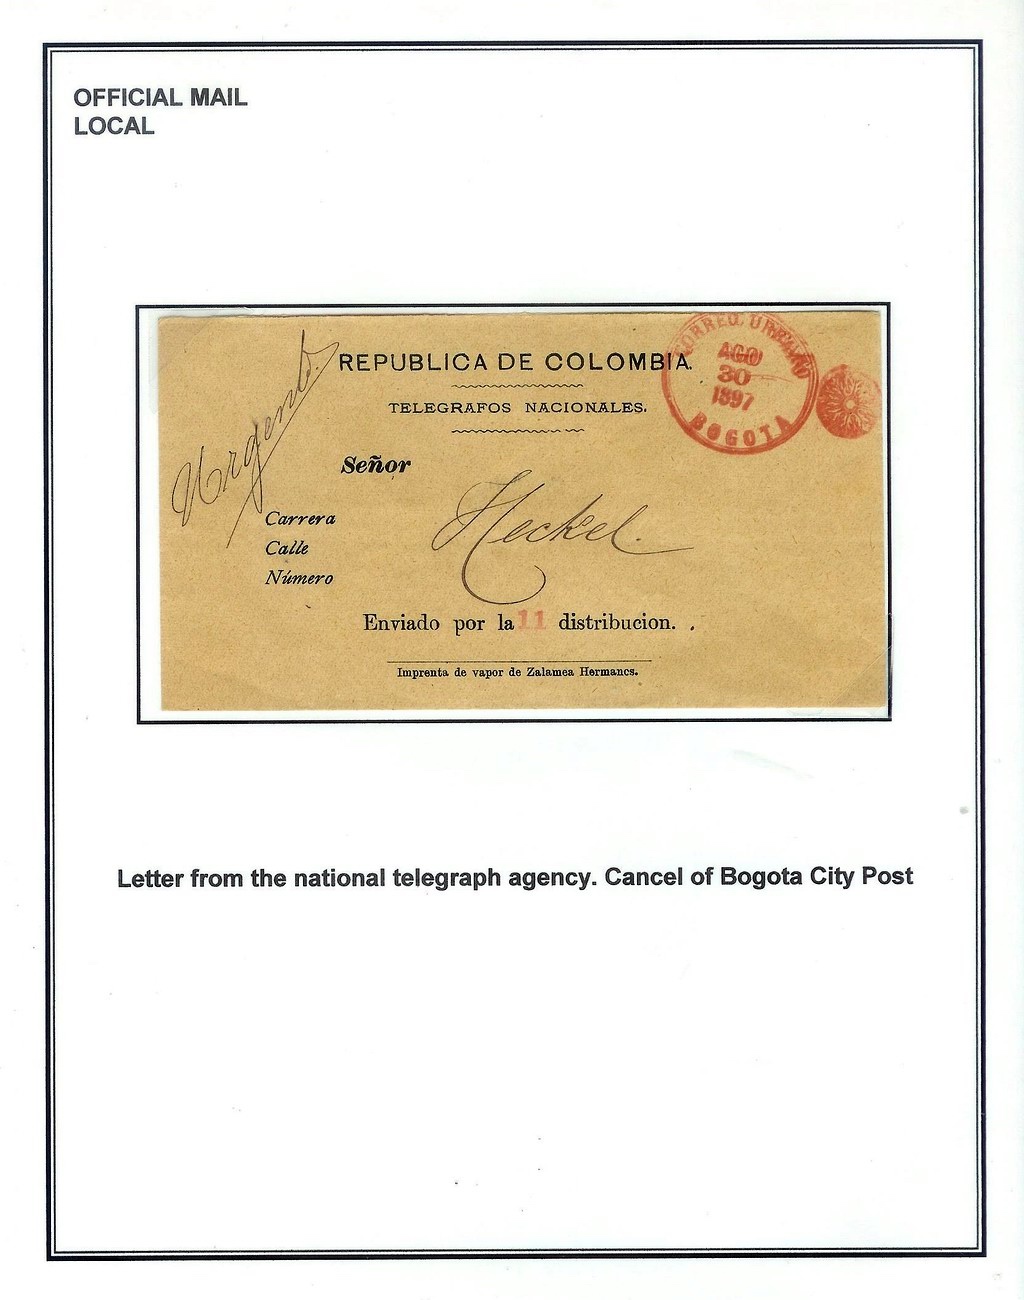 OFFICIAL MAIL
LOCAL
Urgente.
REPUBLICA DE COLOMBIA.
TELEGRAFOS NACIONALES.
CORREO URBANO
AGO
30
1897
BOGOTA
Señor
Heckel.
Carrera
Calle
Número
Enviado por la 11 distribucion. .
Imprenta de vapor de Zalamea Hermanos.
Letter from the national telegraph agency. Cancel of Bogota City Post